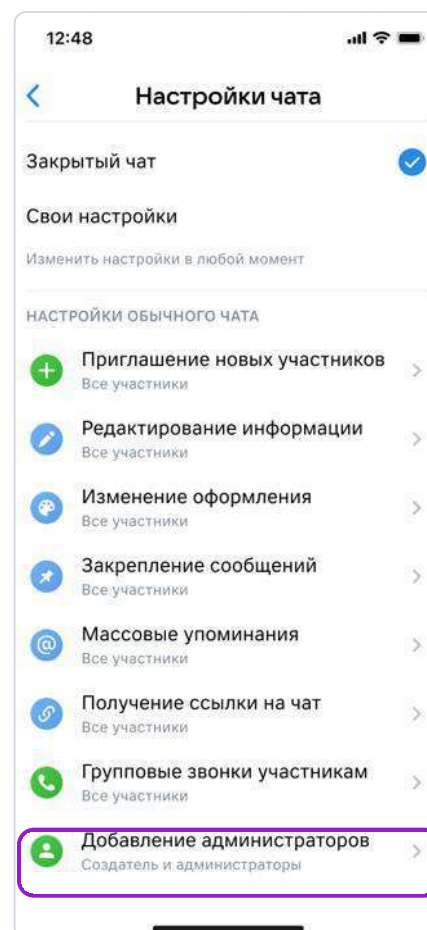 12:48
Настройки чата
Закрытый чат
Свои настройки
Изменить настройки в любой момент
НАСТРОЙКИ ОБЫЧНОГО ЧАТА
Приглашение новых участников
Все участники
Редактирование информации
Все участники
Изменение оформления
Все участники
Закрепление сообщений
Все участники
Массовые упоминания
Все участники
Получение ссылки на чат
Все участники
Групповые звонки участникам
Все участники
Добавление администраторов
Создатель и администраторы